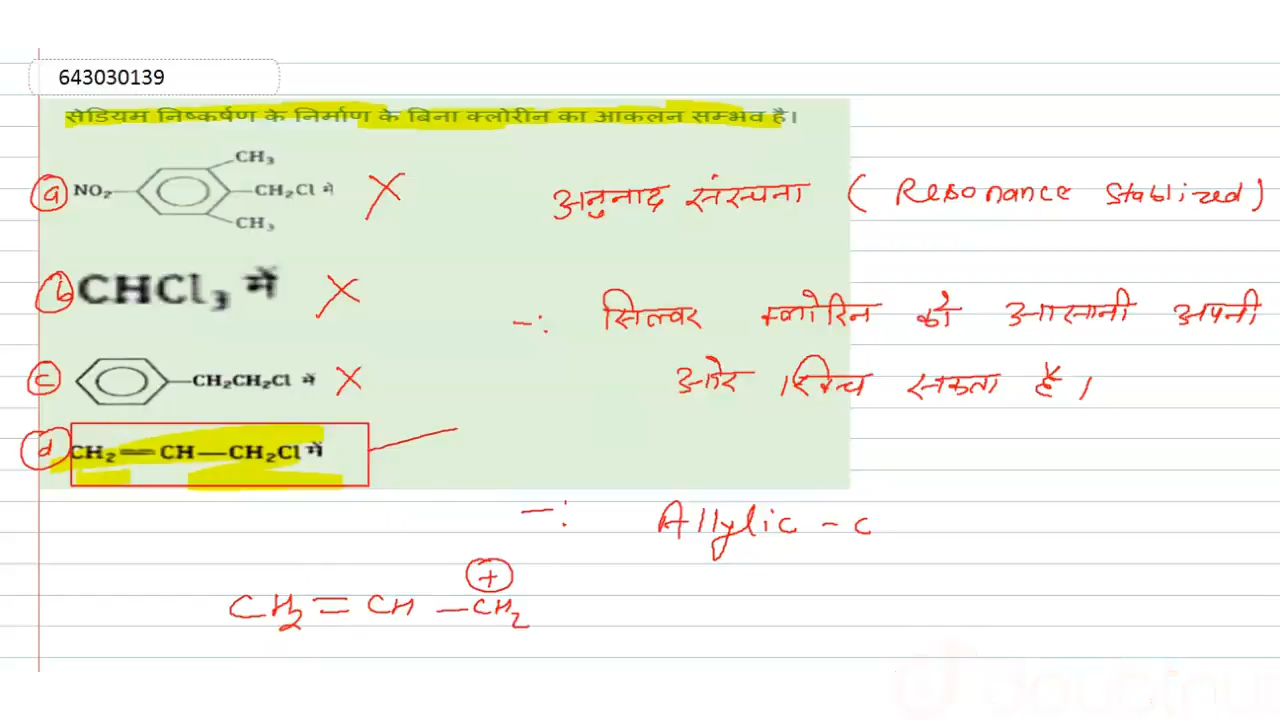 643030139
सेडियम निष्कर्षण के निर्माण के बिना क्लोरीन का आकलन सम्भव है।
CH₃
a NO₂ CH₂Cl में
CH₃
अनुनाद संरचना ( Resonance Stablized )
b CHCl₃ में
-: सिल्वर क्लोरिन को आसानी अपनी
c CH₂CH₂Cl में
ओर खिच सकता है।
d CH₂=CH—CH₂Cl में
-: Allylic - C
+
CH₂ = CH - CH₂
doubtnut